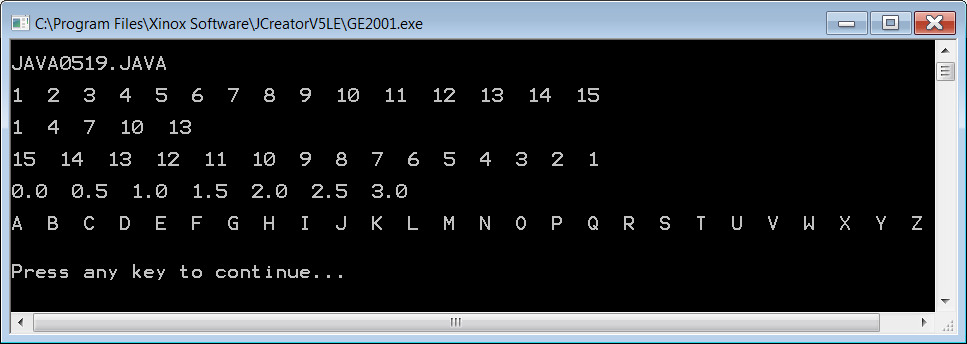 C:\Program Files\Xinox Software\JCreatorV5LE\GE2001.exe
JAVA0519.JAVA
1  2  3  4  5  6  7  8  9  10  11  12  13  14  15
1  4  7  10  13
15  14  13  12  11  10  9  8  7  6  5  4  3  2  1
0.0  0.5  1.0  1.5  2.0  2.5  3.0
A  B  C  D  E  F  G  H  I  J  K  L  M  N  O  P  Q  R  S  T  U  V  W  X  Y  Z
Press any key to continue...